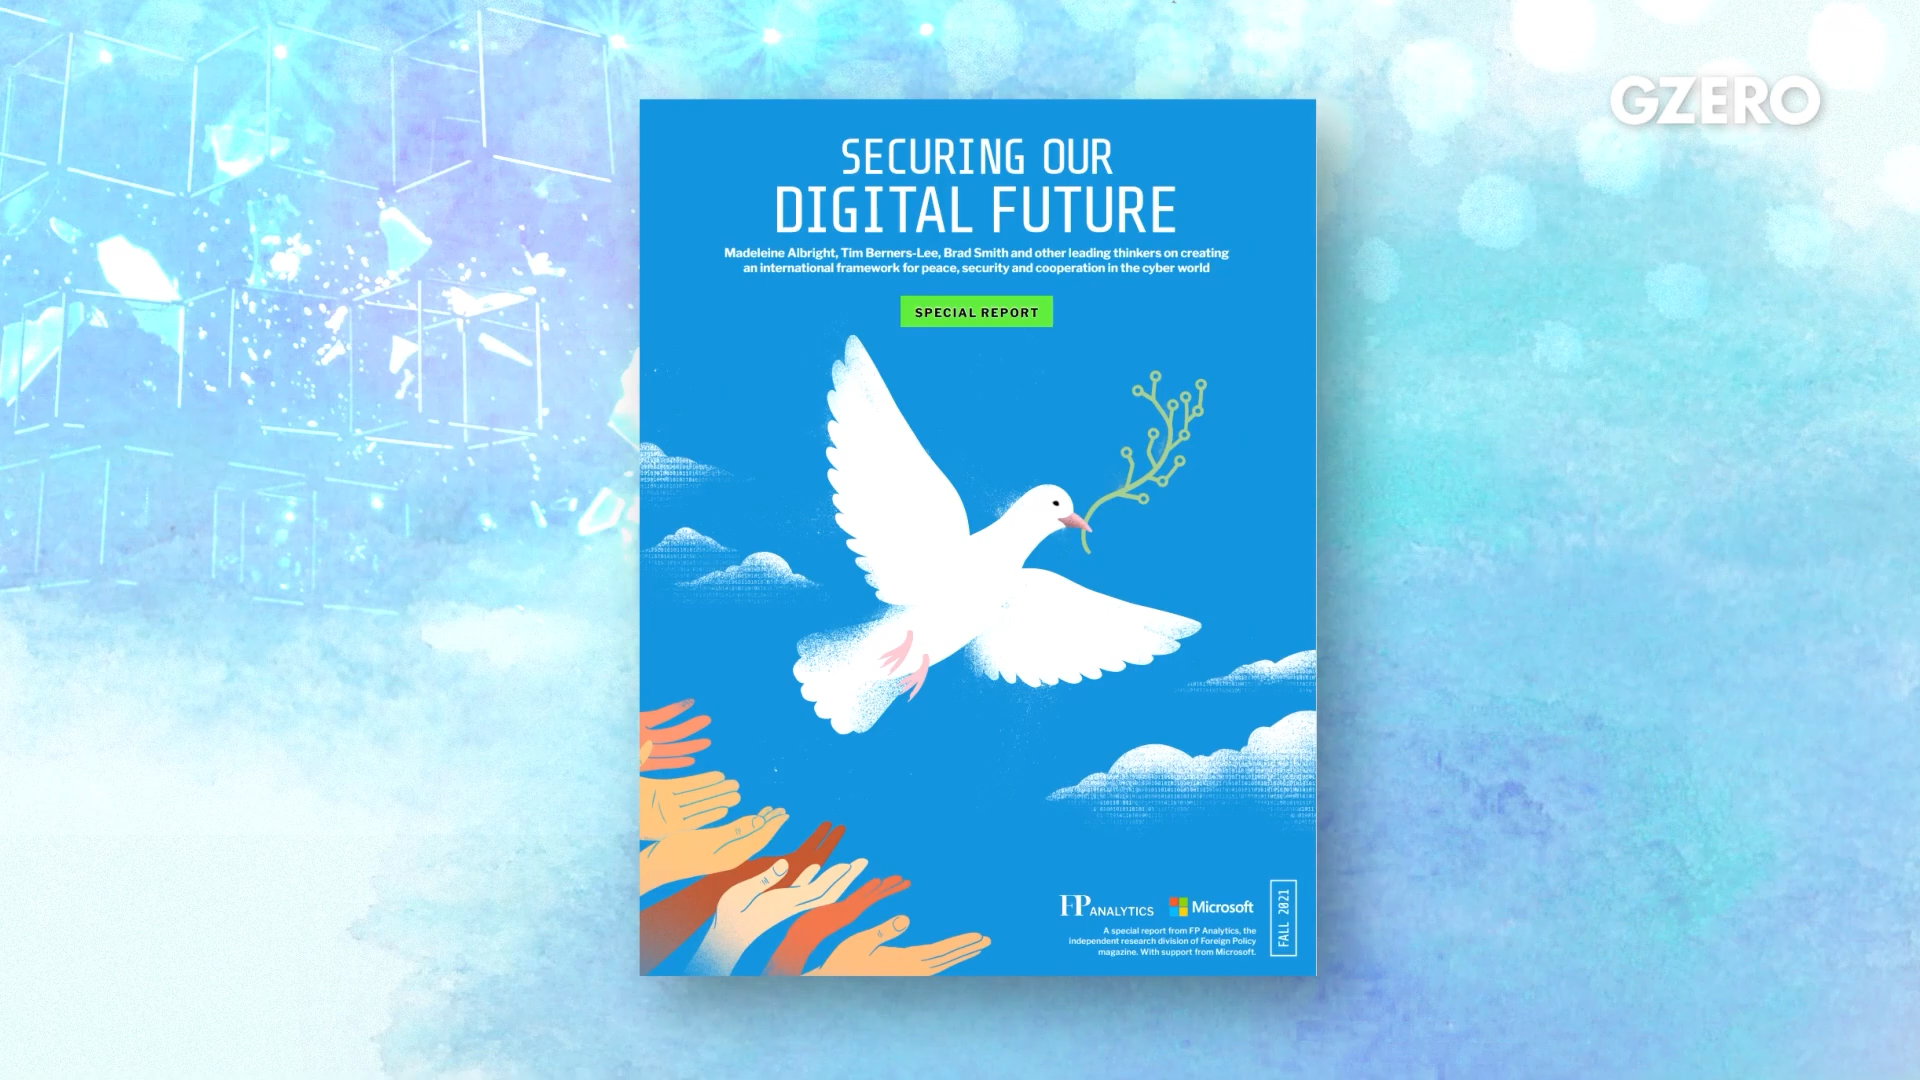 GZERO
SECURING OUR
DIGITAL FUTURE
Madeleine Albright, Tim Berners-Lee, Brad Smith and other leading thinkers on creating
an international framework for peace, security and cooperation in the cyber world
SPECIAL REPORT
FP ANALYTICS
Microsoft
A special report from FP Analytics, the
independent research division of Foreign Policy
magazine. With support from Microsoft.
FALL 2021